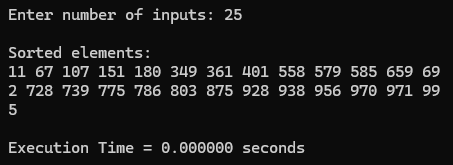 Enter number of inputs: 25
Sorted elements:
11 67 107 151 180 349 361 401 558 579 585 659 69
2 728 739 775 786 803 875 928 938 956 970 971 99
5
Execution Time = 0.000000 seconds